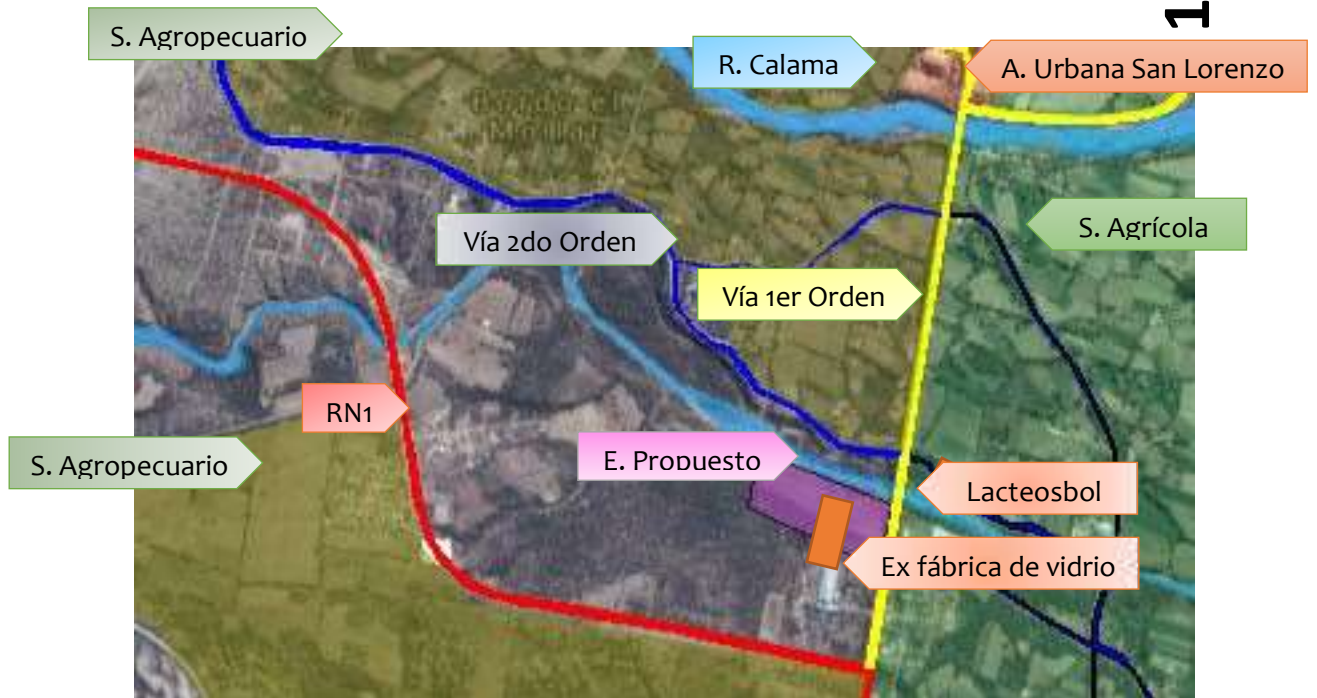 1
S. Agropecuario
R. Calama
A. Urbana San Lorenzo
Vía 2do Orden
S. Agrícola
Vía 1er Orden
RN1
S. Agropecuario
E. Propuesto
Lacteosbol
Ex fábrica de vidrio